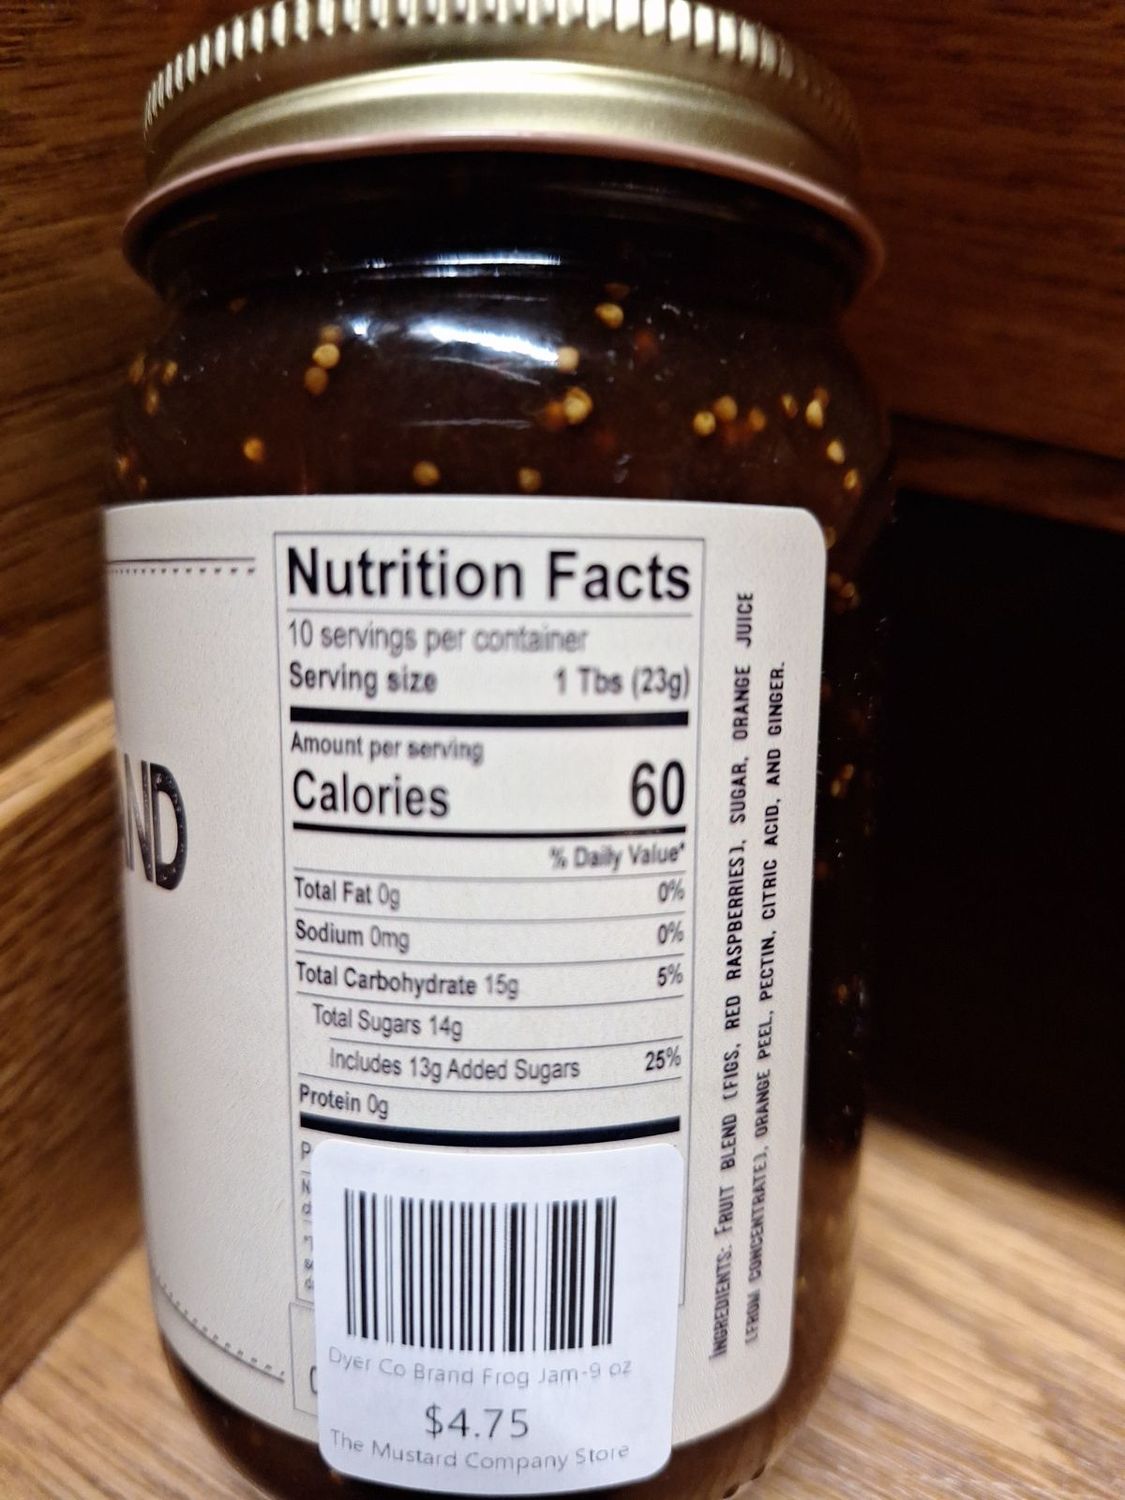 ND
Nutrition Facts
10 servings per container
Serving size 1 Tbs (23g)
Amount per serving
Calories 60
% Daily Value*
Total Fat 0g 0%
Sodium 0mg 0%
Total Carbohydrate 15g 5%
Total Sugars 14g
Includes 13g Added Sugars 25%
Protein 0g
P
Dyer Co Brand Frog Jam-9 oz
$4.75
The Mustard Company Store
INGREDIENTS: FRUIT BLEND (FIGS, RED RASPBERRIES), SUGAR, ORANGE JUICE
(FROM CONCENTRATE), ORANGE PEEL, PECTIN, CITRIC ACID, AND GINGER.